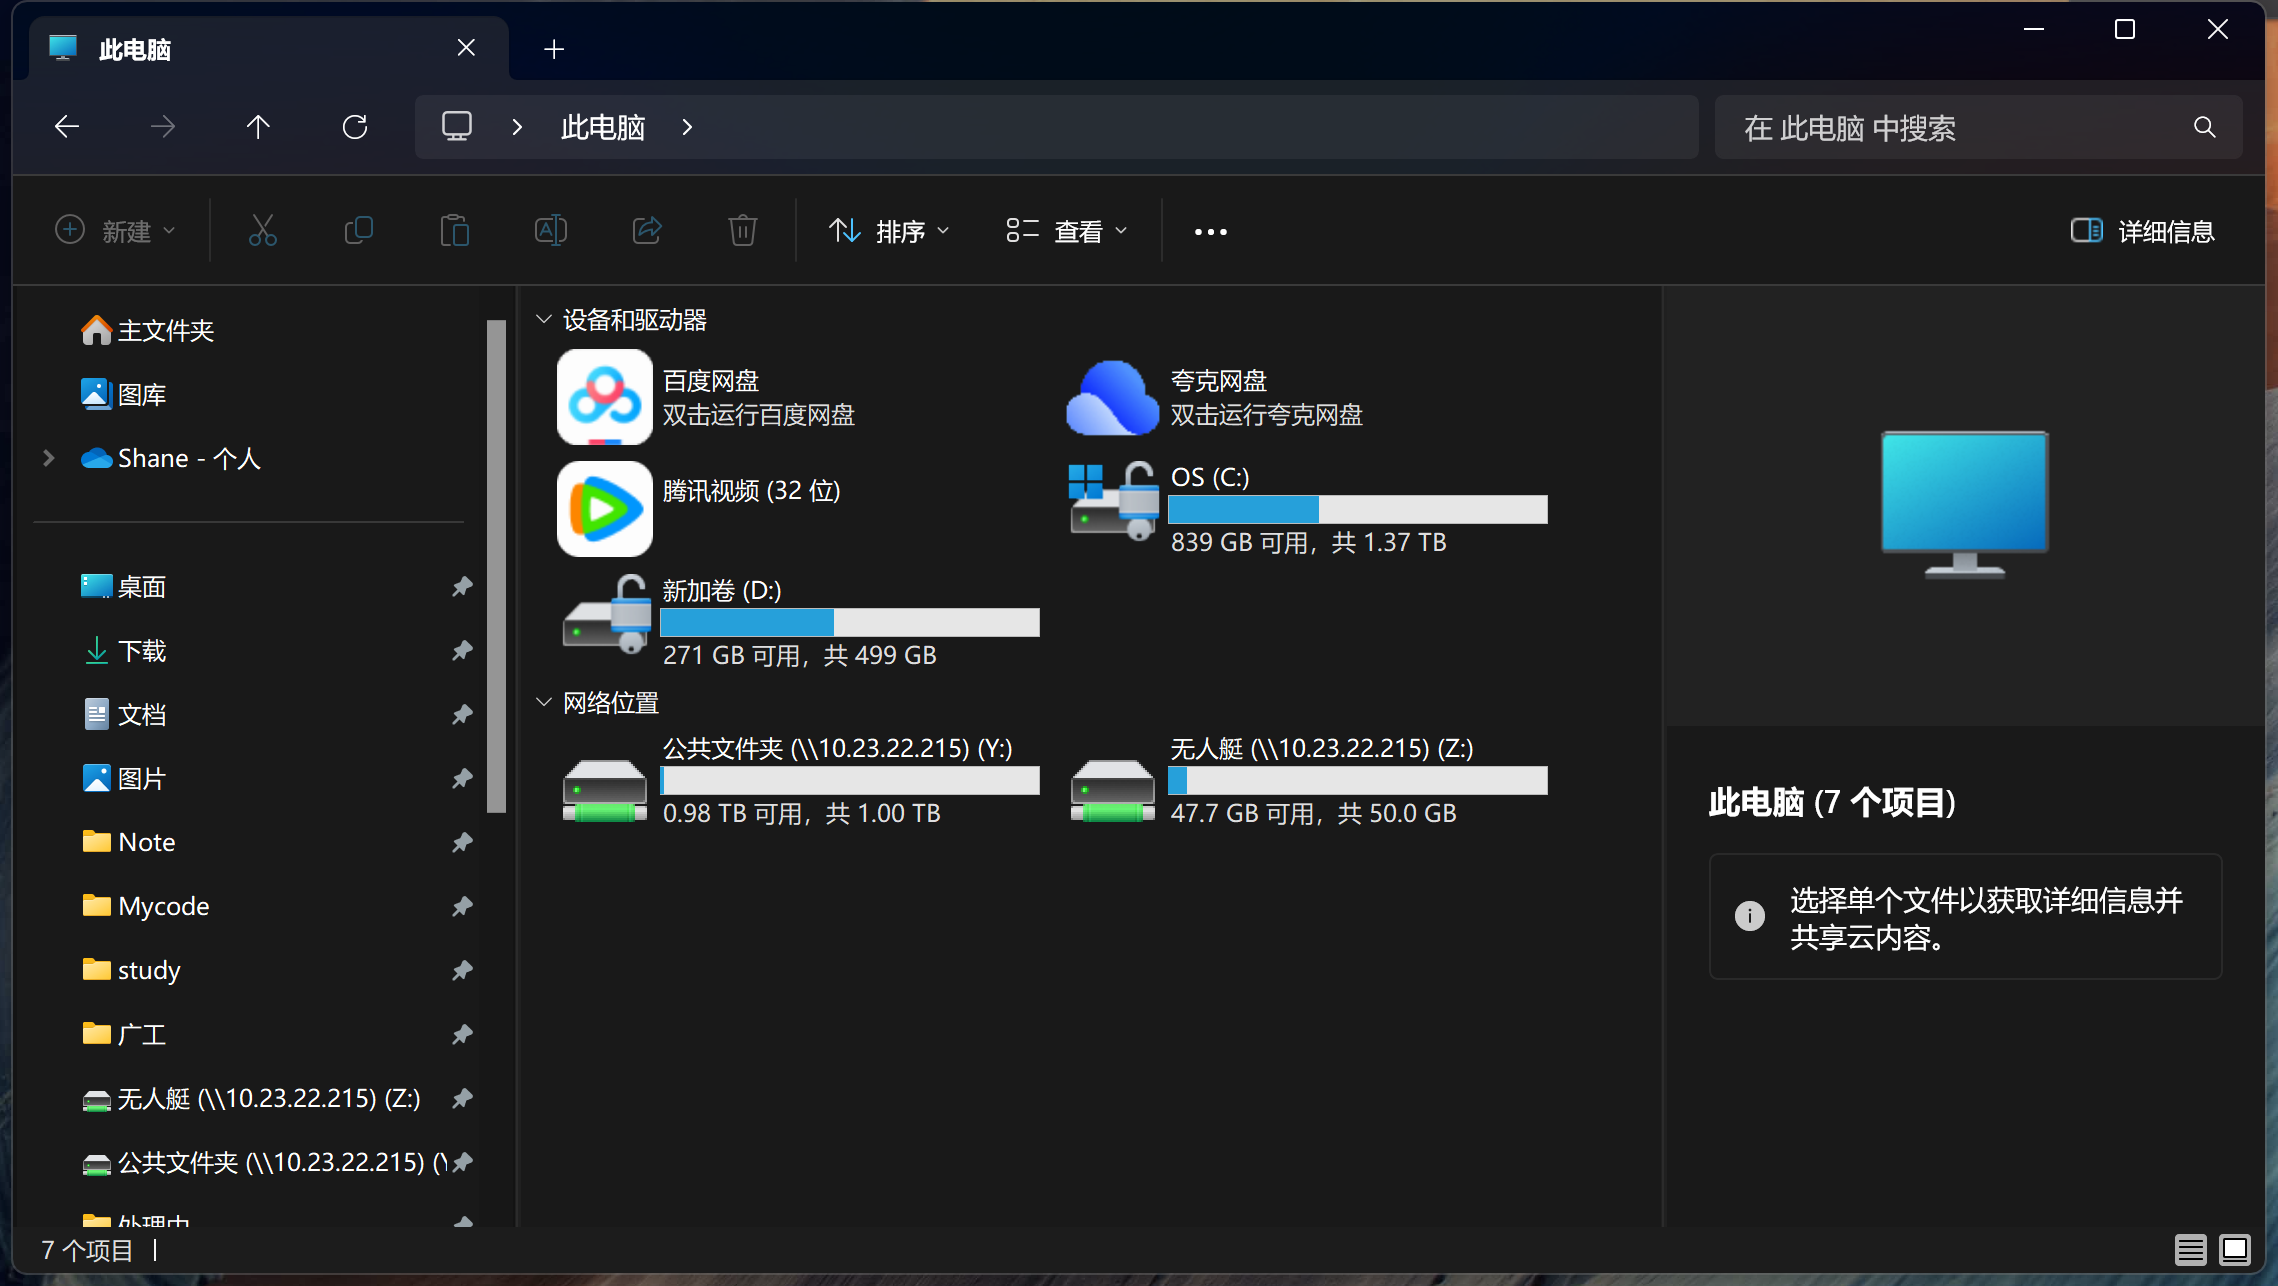 此电脑
此电脑
在 此电脑 中搜索
新建
排序
查看
详细信息
主文件夹
图库
Shane - 个人
桌面
下载
文档
图片
Note
Mycode
study
广工
无人艇 (\\10.23.22.215) (Z:)
公共文件夹 (\\10.23.22.215) (Y
处理中
设备和驱动器
百度网盘
双击运行百度网盘
夸克网盘
双击运行夸克网盘
腾讯视频 (32 位)
OS (C:)
839 GB 可用，共 1.37 TB
新加卷 (D:)
271 GB 可用，共 499 GB
网络位置
公共文件夹 (\\10.23.22.215) (Y:)
0.98 TB 可用，共 1.00 TB
无人艇 (\\10.23.22.215) (Z:)
47.7 GB 可用，共 50.0 GB
此电脑 (7 个项目)
选择单个文件以获取详细信息并
共享云内容。
7 个项目